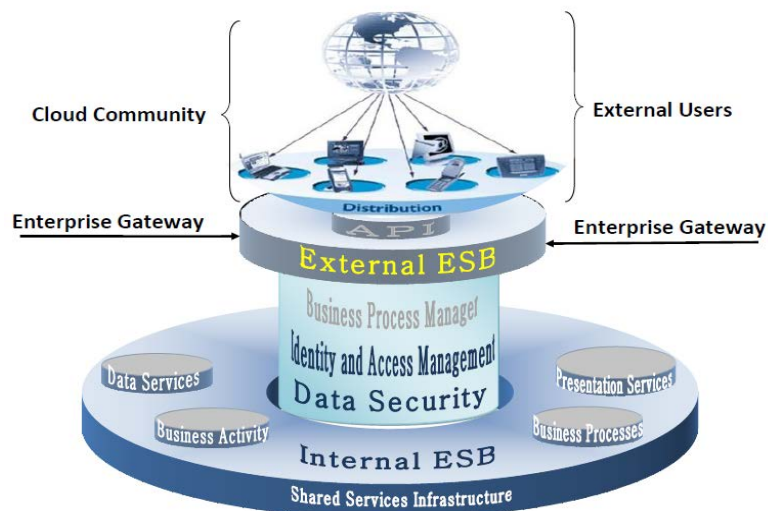 Cloud Community
External Users
Distribution
Enterprise Gateway
Enterprise Gateway
API
External ESB
Business Process Manager
Identity and Access Management
Data Security
Data Services
Presentation Services
Business Activity
Business Processes
Internal ESB
Shared Services Infrastructure